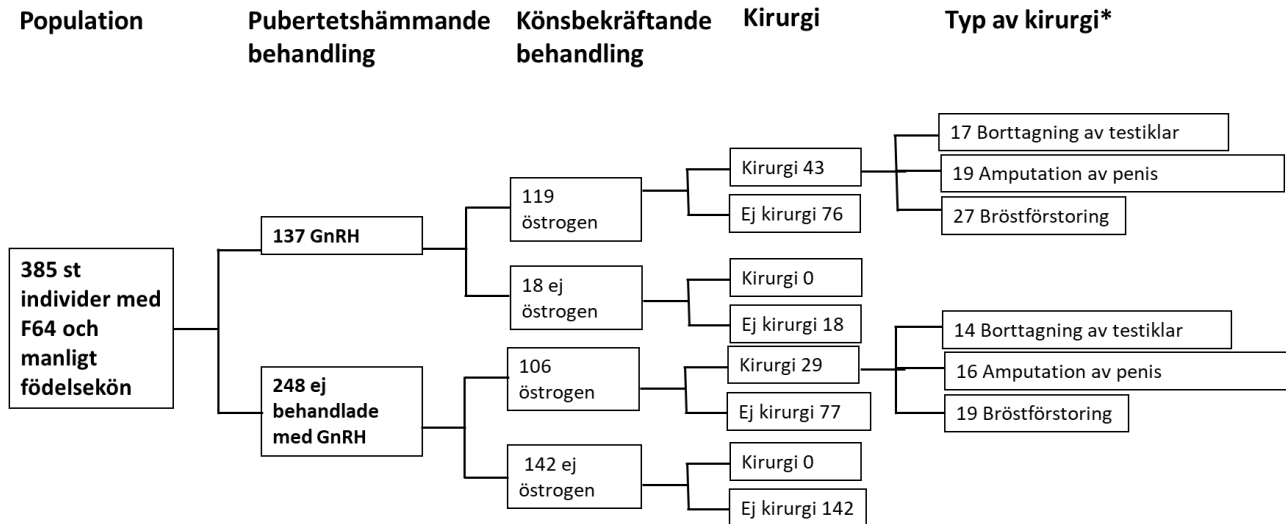 Population
Pubertetshämmande
behandling
Könsbekräftande
behandling
Kirurgi
Typ av kirurgi*
385 st
individer med
F64 och
manligt
födelsekön
137 GnRH
248 ej
behandlade
med GnRH
119
östrogen
18 ej
östrogen
106
östrogen
142 ej
östrogen
Kirurgi 43
Ej kirurgi 76
Kirurgi 0
Ej kirurgi 18
Kirurgi 29
Ej kirurgi 77
Kirurgi 0
Ej kirurgi 142
17 Borttagning av testiklar
19 Amputation av penis
27 Bröstförstoring
14 Borttagning av testiklar
16 Amputation av penis
19 Bröstförstoring